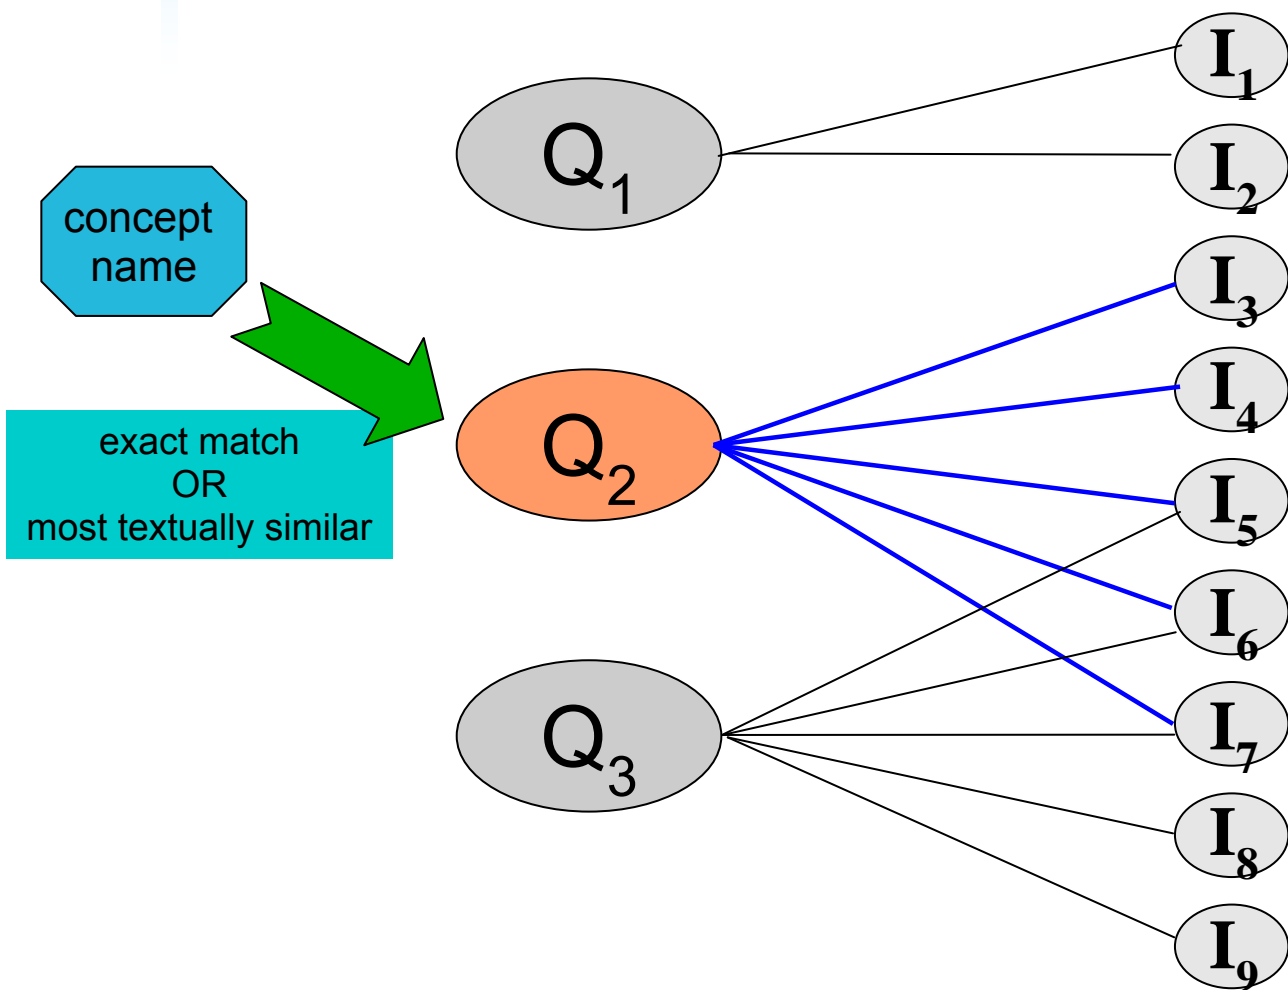 concept
name
exact match
OR
most textually similar
Q1
Q2
Q3
I1
I2
I3
I4
I5
I6
I7
I8
I9